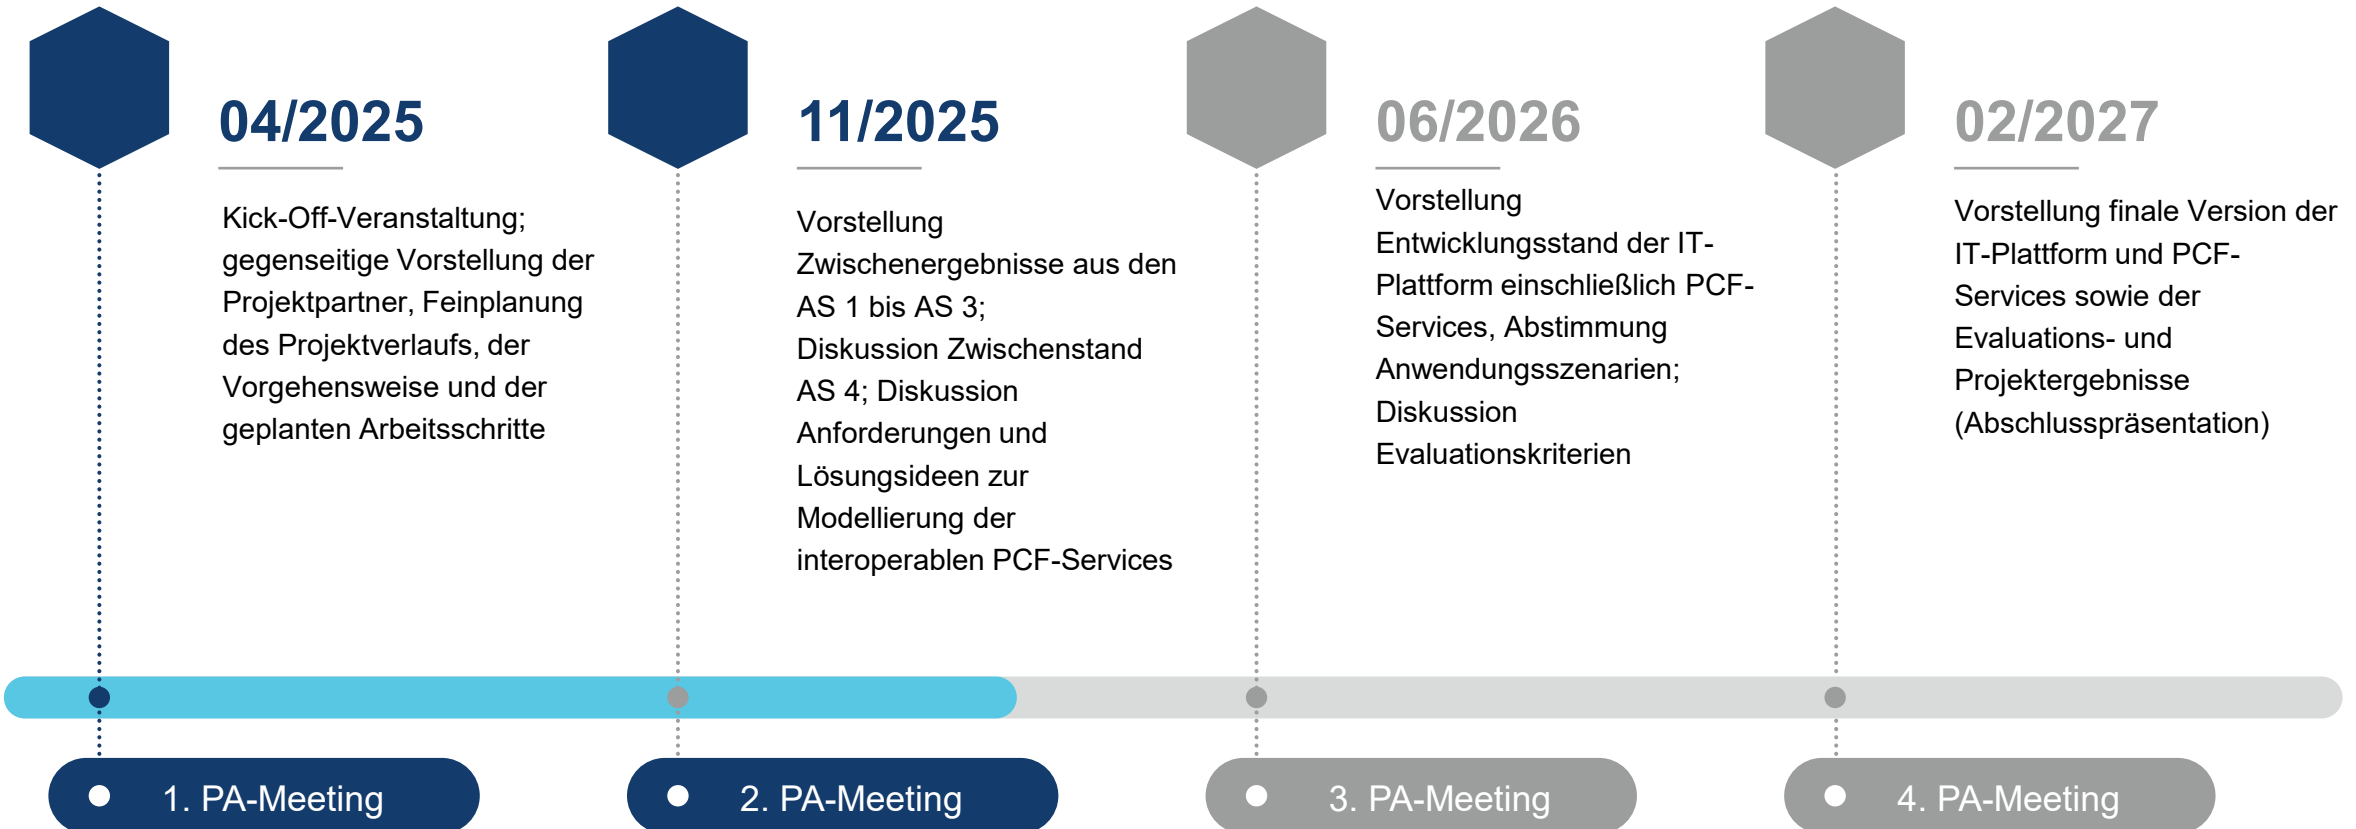 04/2025
Kick-Off-Veranstaltung;
gegenseitige Vorstellung der
Projektpartner, Feinplanung
des Projektverlaufs, der
Vorgehensweise und der
geplanten Arbeitsschritte
11/2025
Vorstellung
Zwischenergebnisse aus den
AS 1 bis AS 3;
Diskussion Zwischenstand
AS 4; Diskussion
Anforderungen und
Lösungsideen zur
Modellierung der
interoperablen PCF-Services
06/2026
Vorstellung
Entwicklungsstand der IT-
Plattform einschließlich PCF-
Services, Abstimmung
Anwendungsszenarien;
Diskussion
Evaluationskriterien
02/2027
Vorstellung finale Version der
IT-Plattform und PCF-
Services sowie der
Evaluations- und
Projektergebnisse
(Abschlusspräsentation)
1. PA-Meeting
2. PA-Meeting
3. PA-Meeting
4. PA-Meeting